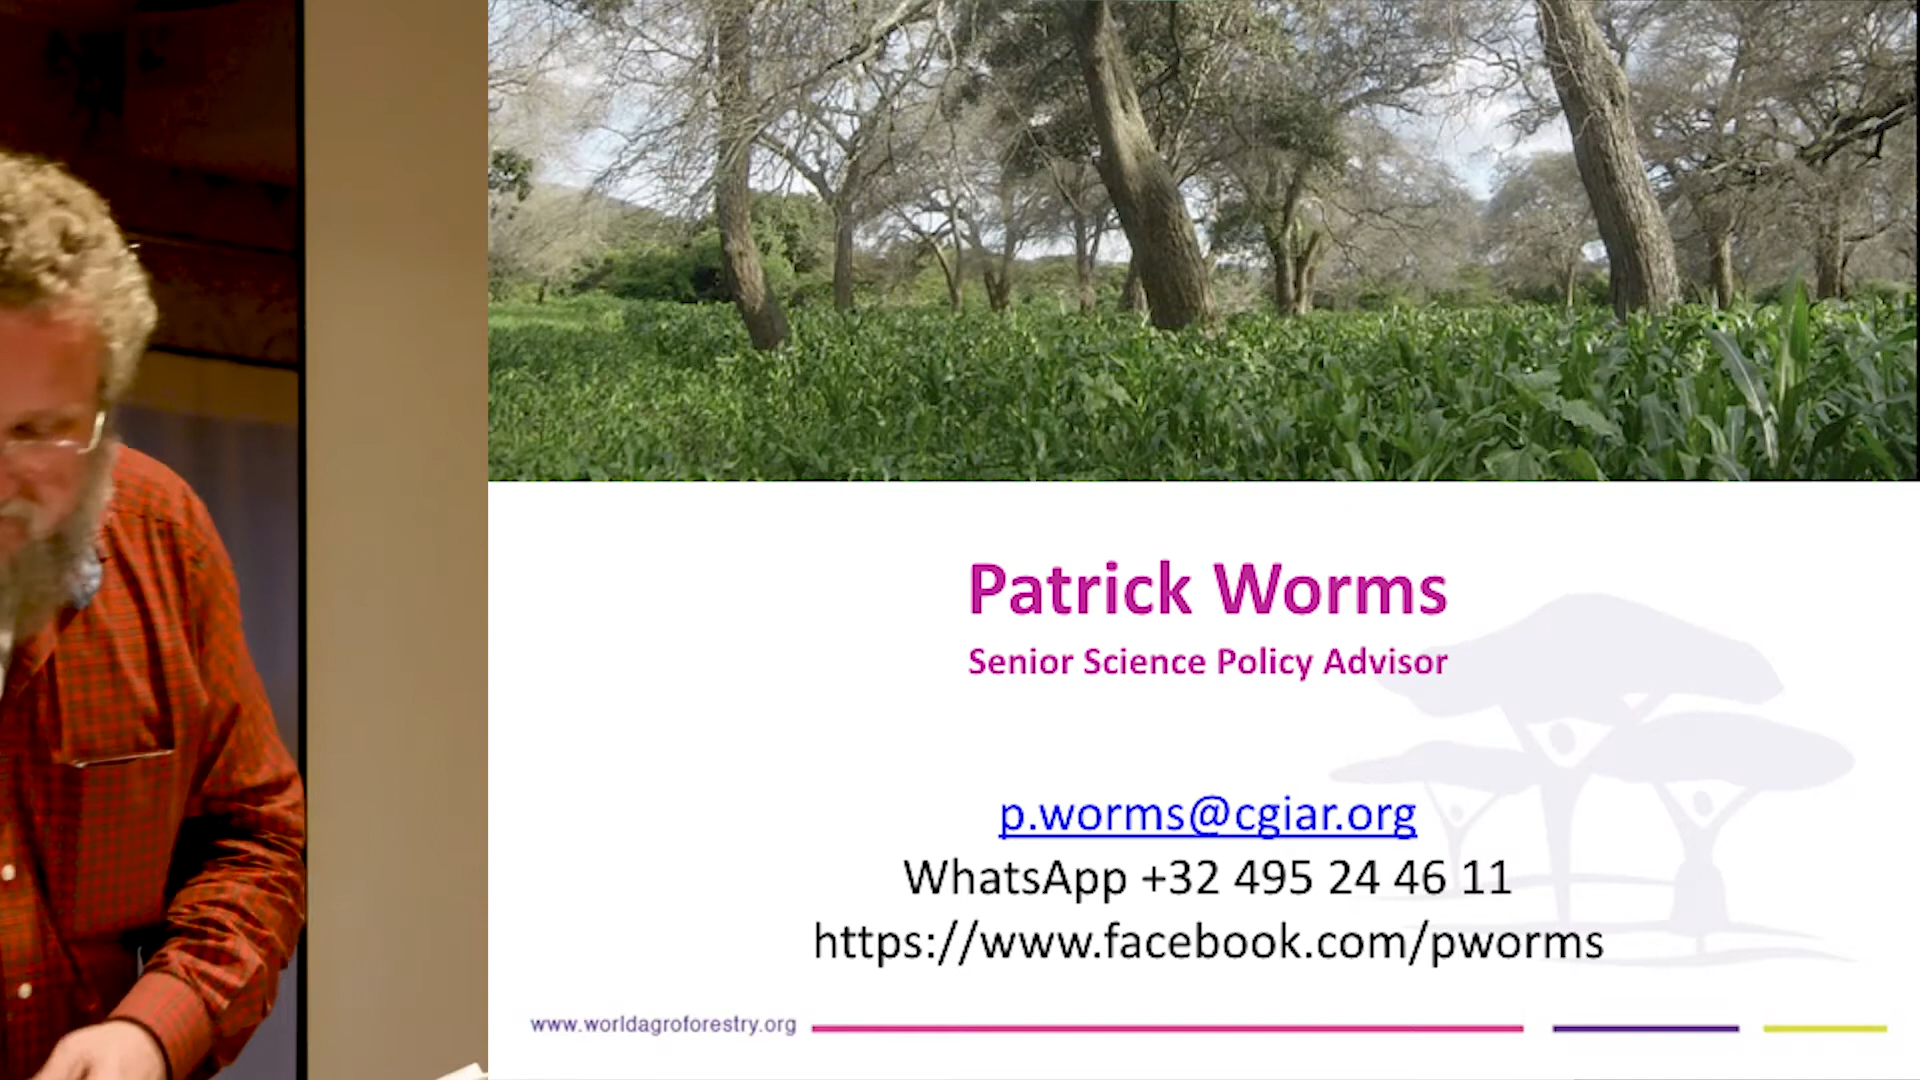 Patrick Worms
Senior Science Policy Advisor
p.worms@cgiar.org
WhatsApp +32 495 24 46 11
https://www.facebook.com/pworms
www.worldagroforestry.org